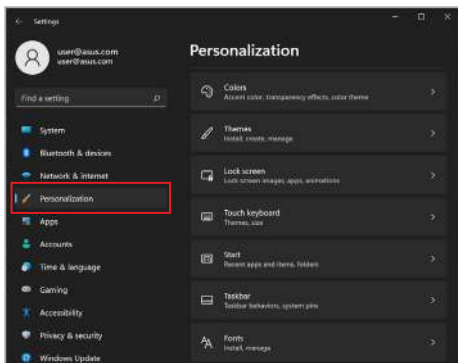 Settings
user@asus.com
user@asus.com
Find a setting
System
Bluetooth & devices
Network & internet
Personalization
Apps
Accounts
Time & language
Gaming
Accessibility
Privacy & security
Windows Update
Personalization
Colors
Accent color, transparency effects, color theme
Themes
Install, create, manage
Lock screen
Lock screen images, apps, animations
Touch keyboard
Themes, size
Start
Recent apps and items, folders
Taskbar
Taskbar behaviors, system pins
Fonts
Install, manage